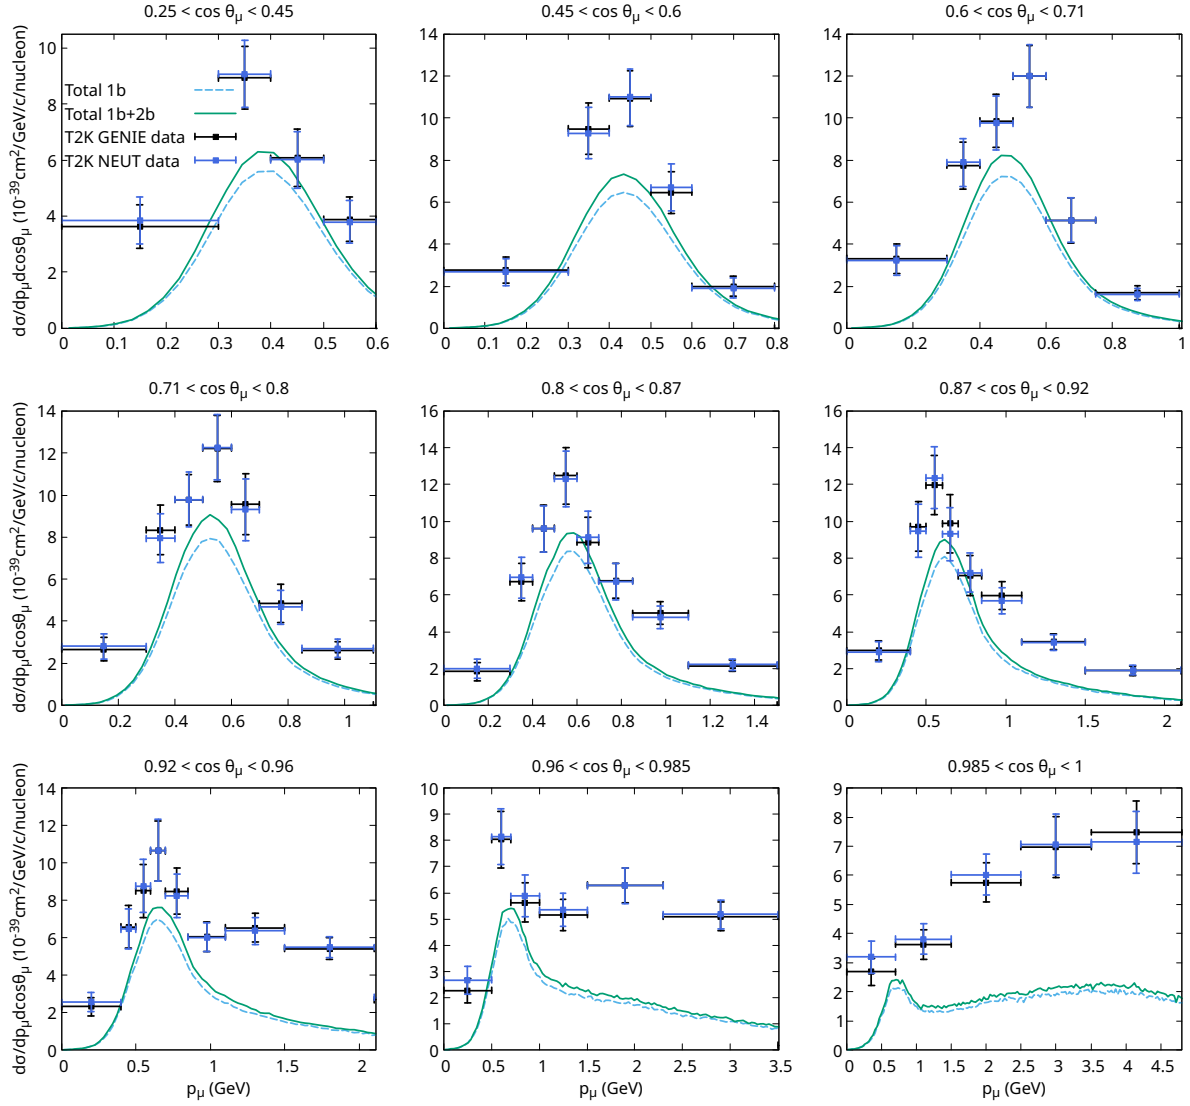 0.25 < cos θμ < 0.45
0.45 < cos θμ < 0.6
0.6 < cos θμ < 0.71
dσ/dpμdcosθμ (10⁻³⁹cm²/GeV/c/nucleon)
10
8
6
4
2
0
Total 1b
Total 1b+2b
T2K GENIE data
T2K NEUT data
0 0.1 0.2 0.3 0.4 0.5 0.6
14
12
10
8
6
4
2
0
0 0.1 0.2 0.3 0.4 0.5 0.6 0.7 0.8
14
12
10
8
6
4
2
0
0 0.2 0.4 0.6 0.8 1
0.71 < cos θμ < 0.8
0.8 < cos θμ < 0.87
0.87 < cos θμ < 0.92
dσ/dpμdcosθμ (10⁻³⁹cm²/GeV/c/nucleon)
14
12
10
8
6
4
2
0
0 0.2 0.4 0.6 0.8 1
16
14
12
10
8
6
4
2
0
0 0.2 0.4 0.6 0.8 1 1.2 1.4
16
14
12
10
8
6
4
2
0
0 0.5 1 1.5 2
0.92 < cos θμ < 0.96
0.96 < cos θμ < 0.985
0.985 < cos θμ < 1
dσ/dpμdcosθμ (10⁻³⁹cm²/GeV/c/nucleon)
14
12
10
8
6
4
2
0
0 0.5 1 1.5 2
pμ (GeV)
10
9
8
7
6
5
4
3
2
1
0
0 0.5 1 1.5 2 2.5 3 3.5
pμ (GeV)
9
8
7
6
5
4
3
2
1
0
0 0.5 1 1.5 2 2.5 3 3.5 4 4.5
pμ (GeV)